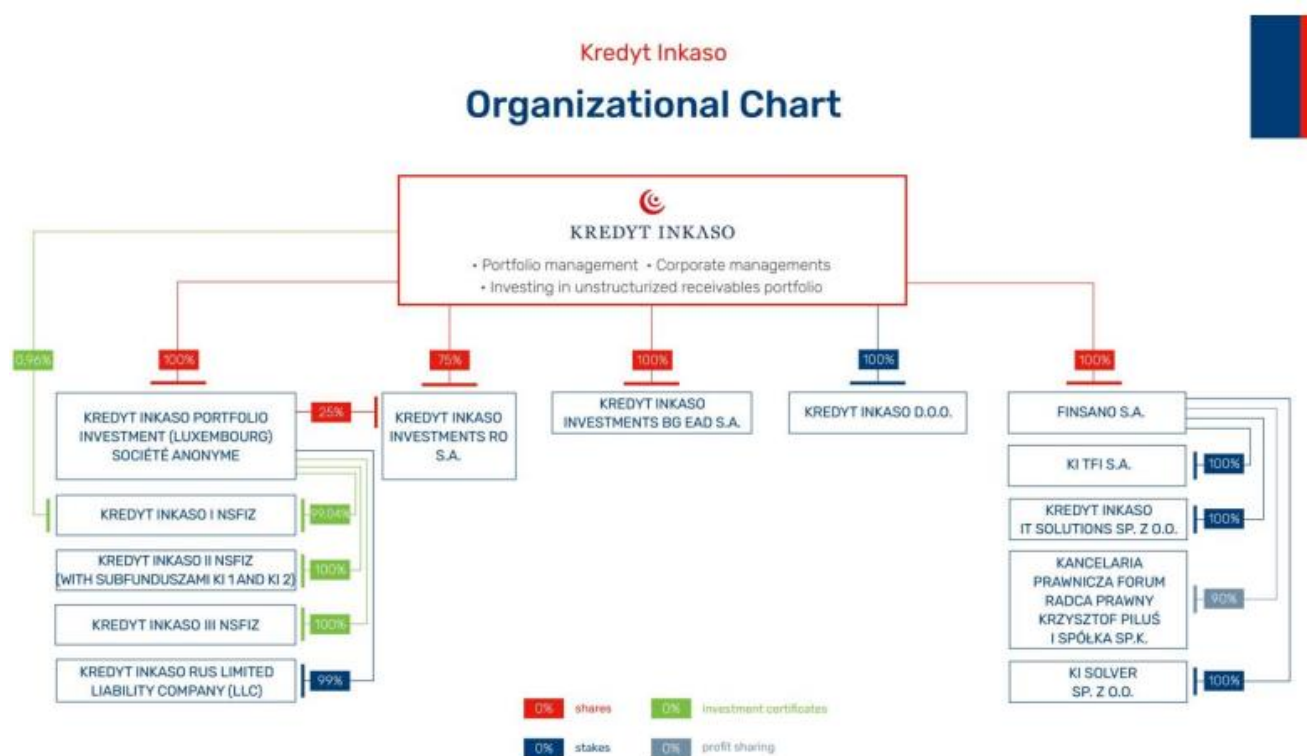 Kredyt Inkaso
Organizational Chart
KREDYT INKASO
• Portfolio management • Corporate managements
• Investing in unstructurized receivables portfolio
0,96%
100%
75%
100%
100%
100%
KREDYT INKASO PORTFOLIO
INVESTMENT (LUXEMBOURG)
SOCIÉTÉ ANONYME
25%
KREDYT INKASO
INVESTMENTS RO
S.A.
KREDYT INKASO
INVESTMENTS BG EAD S.A.
KREDYT INKASO D.O.O.
FINSANO S.A.
KI TFI S.A.
100%
KREDYT INKASO I NSFIZ
99,04%
KREDYT INKASO
IT SOLUTIONS SP. Z O.O.
100%
KREDYT INKASO II NSFIZ
(WITH SUBFUNDUSZAMI KI 1 AND KI 2)
100%
KANCELARIA
PRAWNICZA FORUM
RADCA PRAWNY
KRZYSZTOF PILUŚ
I SPÓŁKA SP.K.
90%
KREDYT INKASO III NSFIZ
100%
KREDYT INKASO RUS LIMITED
LIABILITY COMPANY (LLC)
99%
KI SOLVER
SP. Z O.O.
100%
0% shares
0% investment certificates
0% stakes
0% profit sharing